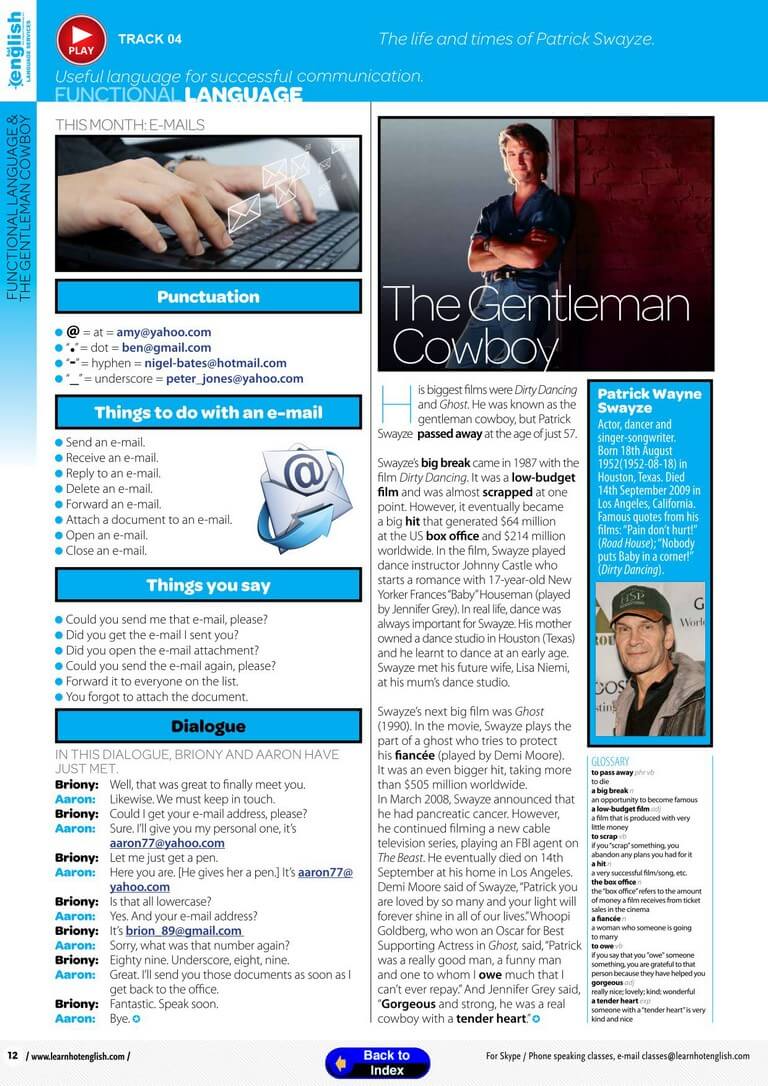 english
LANGUAGE SERVICES
PLAY
TRACK 04
The life and times of Patrick Swayze.
Useful language for successful communication.
FUNCTIONAL LANGUAGE
FUNCTIONAL LANGUAGE &
THE GENTLEMAN COWBOY
THIS MONTH: E-MAILS
Punctuation
@ = at = amy@yahoo.com
"." = dot = ben@gmail.com
"-" = hyphen = nigel-bates@hotmail.com
"_" = underscore = peter_jones@yahoo.com
Things to do with an e-mail
Send an e-mail.
Receive an e-mail.
Reply to an e-mail.
Delete an e-mail.
Forward an e-mail.
Attach a document to an e-mail.
Open an e-mail.
Close an e-mail.
@
Things you say
Could you send me that e-mail, please?
Did you get the e-mail I sent you?
Did you open the e-mail attachment?
Could you send the e-mail again, please?
Forward it to everyone on the list.
You forgot to attach the document.
Dialogue
IN THIS DIALOGUE, BRIONY AND AARON HAVE
JUST MET.
Briony: Well, that was great to finally meet you.
Aaron: Likewise. We must keep in touch.
Briony: Could I get your e-mail address, please?
Aaron: Sure. I'll give you my personal one, it's
aaron77@yahoo.com
Briony: Let me just get a pen.
Aaron: Here you are. [He gives her a pen.] It's aaron77@
yahoo.com
Briony: Is that all lowercase?
Aaron: Yes. And your e-mail address?
Briony: It's brion_89@gmail.com
Aaron: Sorry, what was that number again?
Briony: Eighty nine. Underscore, eight, nine.
Aaron: Great. I'll send you those documents as soon as I
get back to the office.
Briony: Fantastic. Speak soon.
Aaron: Bye.
The Gentleman
Cowboy
His biggest films were Dirty Dancing
and Ghost. He was known as the
gentleman cowboy, but Patrick
Swayze passed away at the age of just 57.
Swayze's big break came in 1987 with the
film Dirty Dancing. It was a low-budget
film and was almost scrapped at one
point. However, it eventually became
a big hit that generated $64 million
at the US box office and $214 million
worldwide. In the film, Swayze played
dance instructor Johnny Castle who
starts a romance with 17-year-old New
Yorker Frances "Baby" Houseman (played
by Jennifer Grey). In real life, dance was
always important for Swayze. His mother
owned a dance studio in Houston (Texas)
and he learnt to dance at an early age.
Swayze met his future wife, Lisa Niemi,
at his mum's dance studio.
Swayze's next big film was Ghost
(1990). In the movie, Swayze plays the
part of a ghost who tries to protect
his fiancée (played by Demi Moore).
It was an even bigger hit, taking more
than $505 million worldwide.
In March 2008, Swayze announced that
he had pancreatic cancer. However,
he continued filming a new cable
television series, playing an FBI agent on
The Beast. He eventually died on 14th
September at his home in Los Angeles.
Demi Moore said of Swayze, "Patrick you
are loved by so many and your light will
forever shine in all of our lives." Whoopi
Goldberg, who won an Oscar for Best
Supporting Actress in Ghost, said, "Patrick
was a really good man, a funny man
and one to whom I owe much that I
can't ever repay." And Jennifer Grey said,
"Gorgeous and strong, he was a real
cowboy with a tender heart."
Patrick Wayne
Swayze
Actor, dancer and
singer-songwriter.
Born 18th August
1952(1952-08-18) in
Houston, Texas. Died
14th September 2009 in
Los Angeles, California.
Famous quotes from his
films: "Pain don't hurt!"
(Road House); "Nobody
puts Baby in a corner!"
(Dirty Dancing).
HSP
GLOSSARY
to pass away phr vb
to die
a big break n
an opportunity to become famous
a low-budget film adj
a film that is produced with very
little money
to scrap vb
if you "scrap" something, you
abandon any plans you had for it
a hit n
a very successful film/song, etc.
the box office n
the "box office" refers to the amount
of money a film receives from ticket
sales in the cinema
a fiancée n
a woman who someone is going
to marry
to owe vb
if you say that you "owe" someone
something, you are grateful to that
person because they have helped you
gorgeous adj
really nice; lovely; kind; wonderful
a tender heart exp
someone with a "tender heart" is very
kind and nice
12 / www.learnhotenglish.com /
Back to
Index
For Skype / Phone speaking classes, e-mail classes@learnhotenglish.com